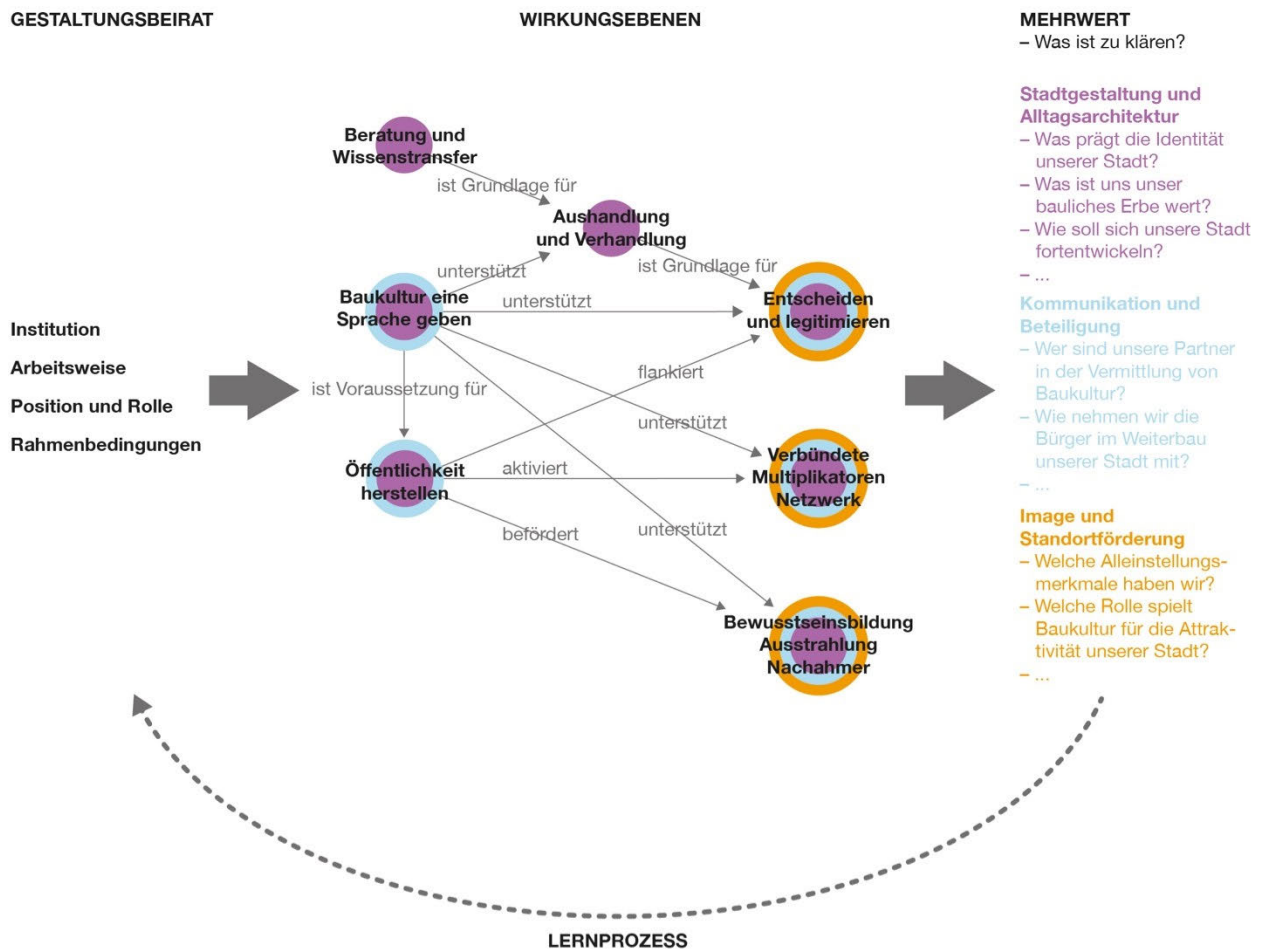 GESTALTUNGSBEIRAT
WIRKUNGSEBENEN
MEHRWERT
– Was ist zu klären?
Institution
Arbeitsweise
Position und Rolle
Rahmenbedingungen
Beratung und
Wissenstransfer
ist Grundlage für
Aushandlung
und Verhandlung
unterstützt
ist Grundlage für
Baukultur eine
Sprache geben
unterstützt
Entscheiden
und legitimieren
ist Voraussetzung für
flankiert
unterstützt
Öffentlichkeit
herstellen
aktiviert
Verbündete
Multiplikatoren
Netzwerk
befördert
unterstützt
Bewusstseinsbildung
Ausstrahlung
Nachahmer
Stadtgestaltung und
Alltagsarchitektur
– Was prägt die Identität
unserer Stadt?
– Was ist uns unser
bauliches Erbe wert?
– Wie soll sich unsere Stadt
fortentwickeln?
– ...
Kommunikation und
Beteiligung
– Wer sind unsere Partner
in der Vermittlung von
Baukultur?
– Wie nehmen wir die
Bürger im Weiterbau
unserer Stadt mit?
– ...
Image und
Standortförderung
– Welche Alleinstellungs-
merkmale haben wir?
– Welche Rolle spielt
Baukultur für die Attrak-
tivität unserer Stadt?
– ...
LERNPROZESS